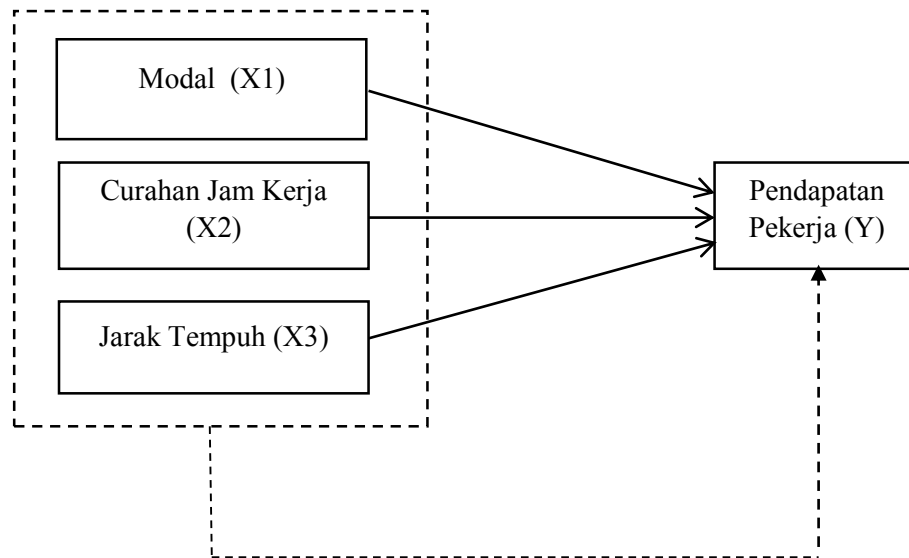 Modal  (X1)
Curahan Jam Kerja
(X2)
Jarak Tempuh (X3)
Pendapatan
Pekerja (Y)